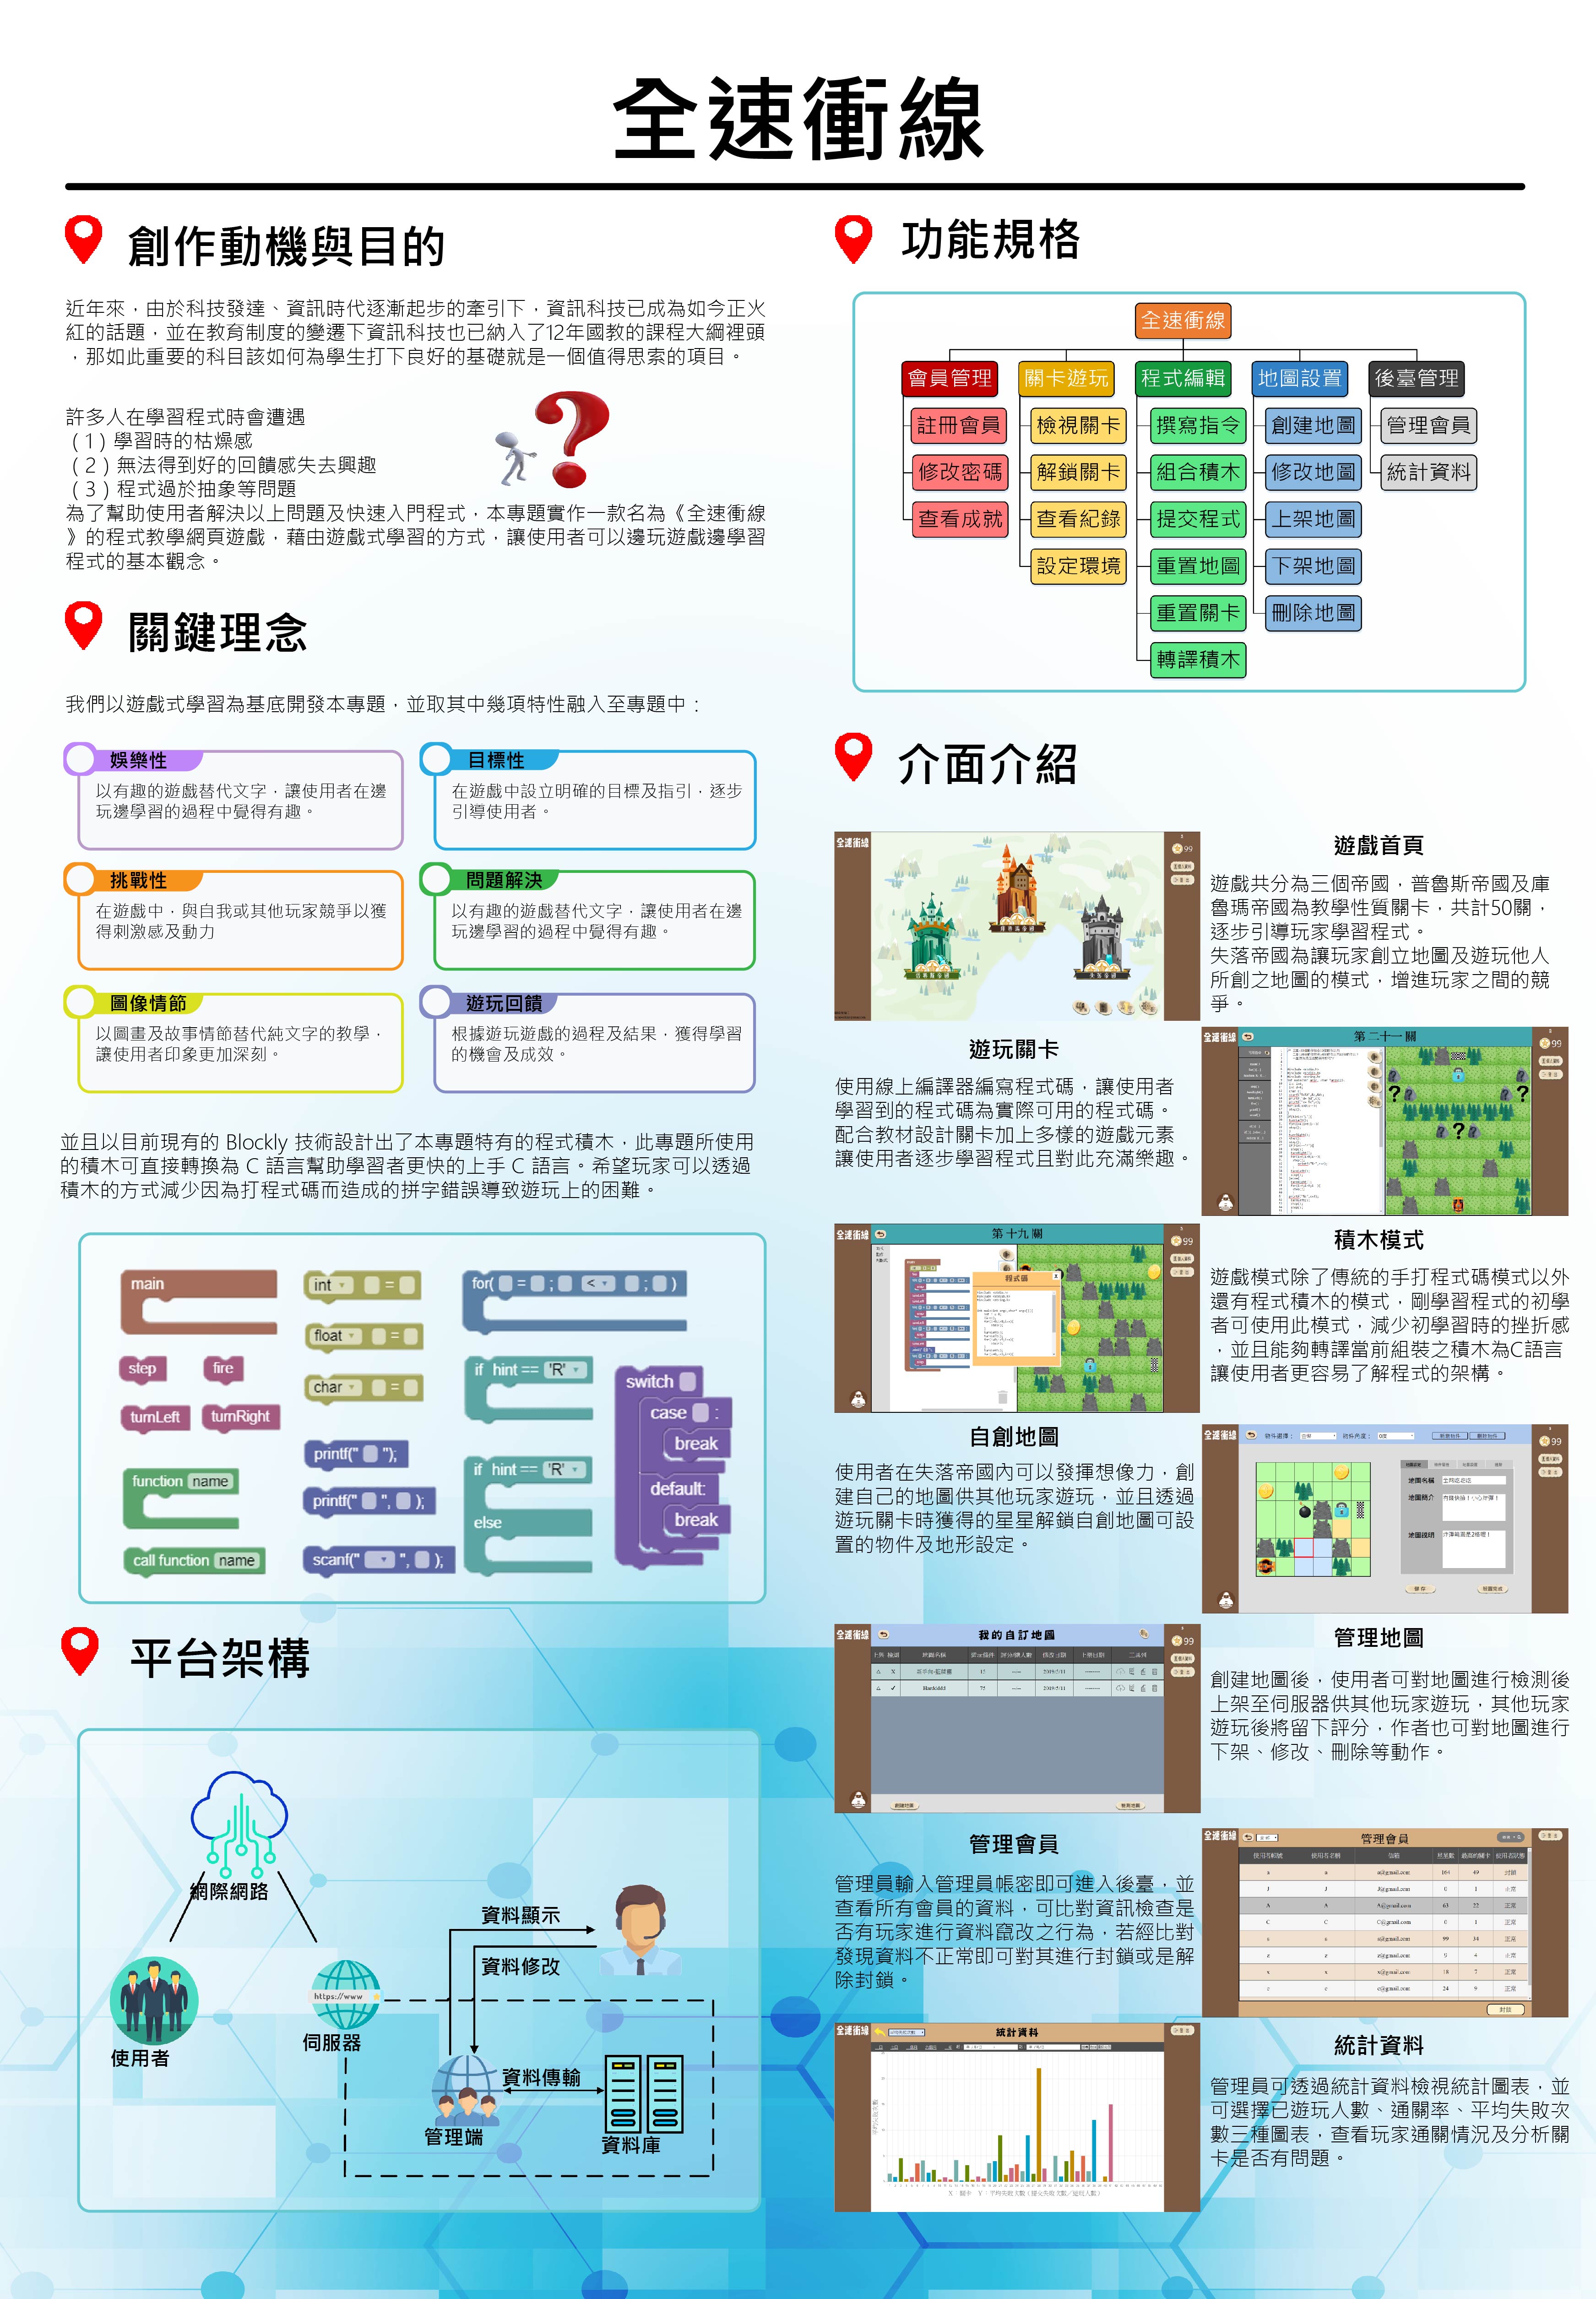 全速衝線
創作動機與目的
近年來，由於科技發達、資訊時代逐漸起步的牽引下，資訊科技已成為如今正火
紅的話題，並在教育制度的變遷下資訊科技也已納入了12年國教的課程大綱裡頭
，那如此重要的科目該如何為學生打下良好的基礎就是一個值得思索的項目。
許多人在學習程式時會遭遇
(1)學習時的枯燥感
(2)無法得到好的回饋感失去興趣
(3)程式過於抽象等問題
為了幫助使用者解決以上問題及快速入門程式，本專題實作一款名為《全速衝線
》的程式教學網頁遊戲，藉由遊戲式學習的方式，讓使用者可以邊玩遊戲邊學習
程式的基本觀念。
關鍵理念
我們以遊戲式學習為基底開發本專題，並取其中幾項特性融入至專題中：
娛樂性
以有趣的遊戲替代文字，讓使用者在邊
玩邊學習的過程中覺得有趣。
目標性
在遊戲中設立明確的目標及指引，逐步
引導使用者。
挑戰性
在遊戲中，與自我或其他玩家競爭以獲
得刺激感及動力
問題解決
以有趣的遊戲替代文字，讓使用者在邊
玩邊學習的過程中覺得有趣。
圖像情節
以圖畫及故事情節替代純文字的教學，
讓使用者印象更加深刻。
遊玩回饋
根據遊玩遊戲的過程及結果，獲得學習
的機會及成效。
並且以目前現有的 Blockly 技術設計出了本專題特有的程式積木，此專題所使用
的積木可直接轉換為 C 語言幫助學習者更快的上手 C 語言。希望玩家可以透過
積木的方式減少因為打程式碼而造成的拼字錯誤導致遊玩上的困難。
main
step
fire
turnLeft
turnRight
function name
call function name
int =
float =
char =
printf(" ");
printf(" ", );
scanf(" ", );
for( = ; < ; )
if hint == 'R'
if hint == 'R'
else
switch
case :
break
default:
break
平台架構
網際網路
使用者
https://www
伺服器
資料顯示
資料修改
資料傳輸
管理端
資料庫
功能規格
全速衝線
會員管理
註冊會員
修改密碼
查看成就
關卡遊玩
檢視關卡
解鎖關卡
查看紀錄
設定環境
程式編輯
撰寫指令
組合積木
提交程式
重置地圖
重置關卡
轉譯積木
地圖設置
創建地圖
修改地圖
上架地圖
下架地圖
刪除地圖
後臺管理
管理會員
統計資料
介面介紹
全速衝線
99
遊戲首頁
遊戲共分為三個帝國，普魯斯帝國及庫
魯瑪帝國為教學性質關卡，共計50關，
逐步引導玩家學習程式。
失落帝國為讓玩家創立地圖及遊玩他人
所創之地圖的模式，增進玩家之間的競
爭。
遊玩關卡
使用線上編譯器編寫程式碼，讓使用者
學習到的程式碼為實際可用的程式碼。
配合教材設計關卡加上多樣的遊戲元素
讓使用者逐步學習程式且對此充滿樂趣。
全速衝線
第二十一關
99
全速衝線
第十九關
99
程式碼
積木模式
遊戲模式除了傳統的手打程式碼模式以外
還有程式積木的模式，剛學習程式的初學
者可使用此模式，減少初學習時的挫折感
，並且能夠轉譯當前組裝之積木為C語言
讓使用者更容易了解程式的架構。
自創地圖
使用者在失落帝國內可以發揮想像力，創
建自己的地圖供其他玩家遊玩，並且透過
遊玩關卡時獲得的星星解鎖自創地圖可設
置的物件及地形設定。
全速衝線
99
地圖名稱
地圖簡介
地圖說明
全速衝線
我的自訂地圖
99
管理地圖
創建地圖後，使用者可對地圖進行檢測後
上架至伺服器供其他玩家遊玩，其他玩家
遊玩後將留下評分，作者也可對地圖進行
下架、修改、刪除等動作。
管理會員
管理員輸入管理員帳密即可進入後臺，並
查看所有會員的資料，可比對資訊檢查是
否有玩家進行資料竄改之行為，若經比對
發現資料不正常即可對其進行封鎖或是解
除封鎖。
全速衝線
管理會員
全速衝線
統計資料
統計資料
管理員可透過統計資料檢視統計圖表，並
可選擇已遊玩人數、通關率、平均失敗次
數三種圖表，查看玩家通關情況及分析關
卡是否有問題。